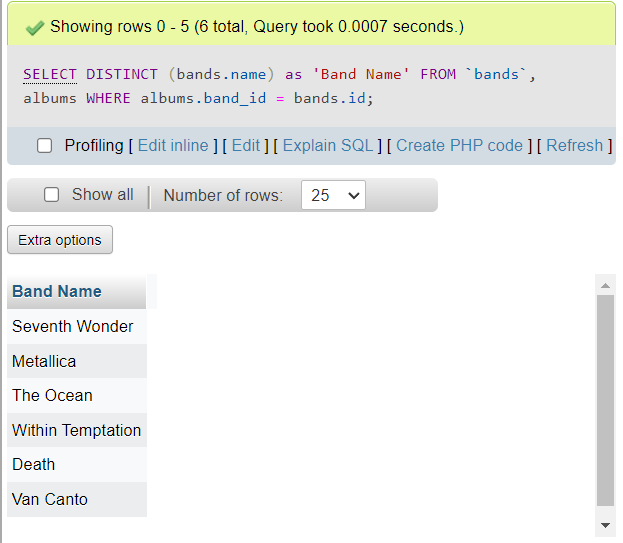 Showing rows 0 - 5 (6 total, Query took 0.0007 seconds.)
SELECT DISTINCT (bands.name) as 'Band Name' FROM `bands`,
albums WHERE albums.band_id = bands.id;
Profiling [ Edit inline ] [ Edit ] [ Explain SQL ] [ Create PHP code ] [ Refresh ]
Show all Number of rows: 25
Extra options
Band Name
Seventh Wonder
Metallica
The Ocean
Within Temptation
Death
Van Canto